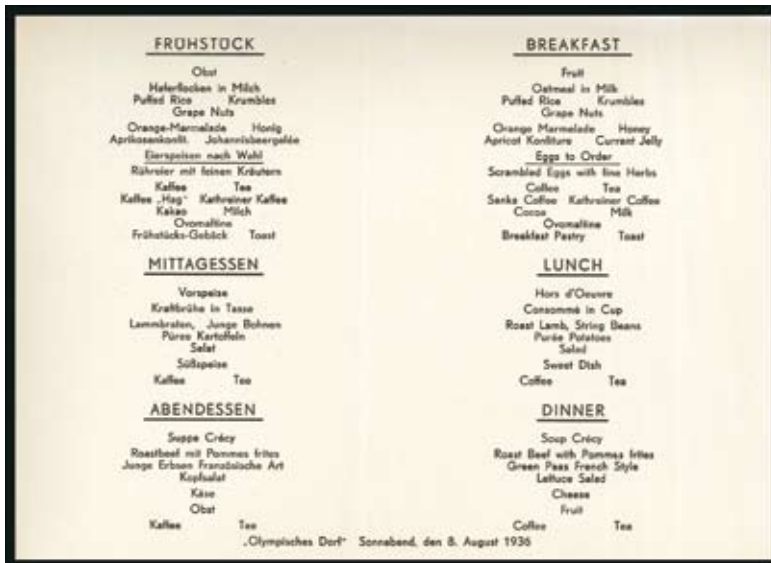 FRÜHSTÜCK
Obst
Haferflocken in Milch
Puffed Rice Krumbles
Grape Nuts
Orange-Marmelade Honig
Aprikosenkonfit. Johannisbeergelée
Eierspeisen nach Wahl
Rühreier mit feinen Kräutern
Kaffee Tee
Kaffee „Hag" Kathreiner Kaffee
Kakao Milch
Ovomaltine
Frühstücks-Gebäck Toast
MITTAGESSEN
Vorspeise
Kraftbrühe in Tasse
Lammbraten, Junge Bohnen
Püree Kartoffeln
Salat
Süßspeise
Kaffee Tee
ABENDESSEN
Suppe Crécy
Roastbeef mit Pommes frites
Junge Erbsen Französische Art
Kopfsalat
Käse
Obst
Kaffee Tee
BREAKFAST
Fruit
Oatmeal in Milk
Puffed Rice Krumbles
Grape Nuts
Orange Marmelade Honey
Apricot Konfiture Current Jelly
Eggs to Order
Scrambled Eggs with fine Herbs
Coffee Tea
Sanka Coffee Kathreiner Coffee
Cocoa Milk
Ovomaltine
Breakfast Pastry Toast
LUNCH
Hors d'Oeuvre
Consommé in Cup
Roast Lamb, String Beans
Purée Potatoes
Salad
Sweet Dish
Coffee Tea
DINNER
Soup Crécy
Roast Beef with Pommes frites
Green Peas French Style
Lettuce Salad
Cheese
Fruit
Coffee Tea
„Olympisches Dorf" Sonnabend, den 8. August 1936